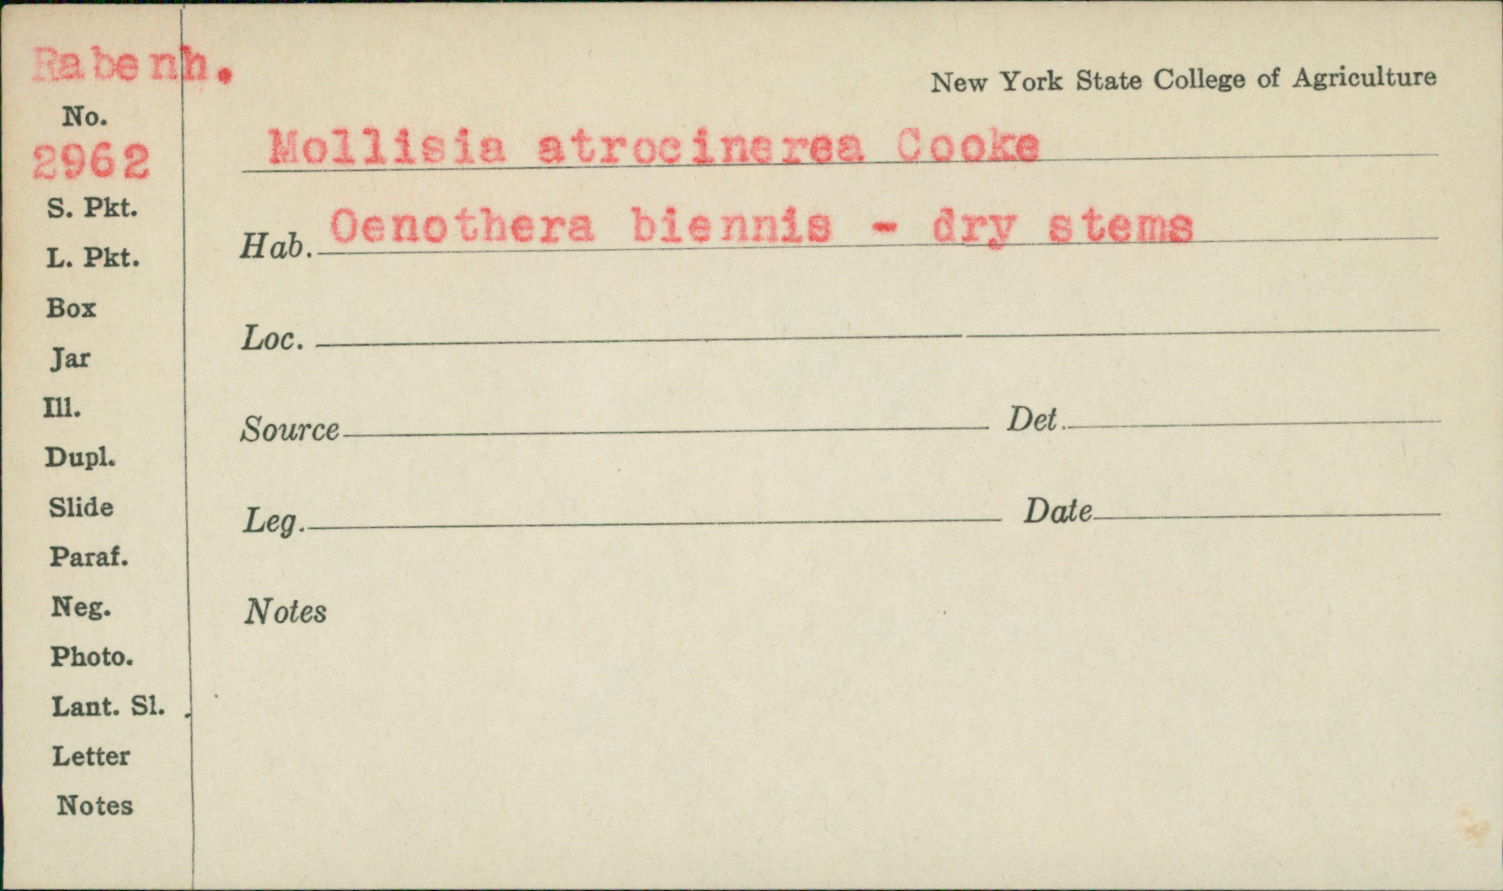 Rabenh.
New York State College of Agriculture
No.
2962
Mollisia atrocinerea Cooke
S. Pkt.
Hab. Oenothera biennis - dry stems
L. Pkt.
Box
Loc.
Jar
Ill.
Source Det.
Dupl.
Slide
Leg. Date
Paraf.
Neg.
Notes
Photo.
Lant. Sl.
Letter
Notes